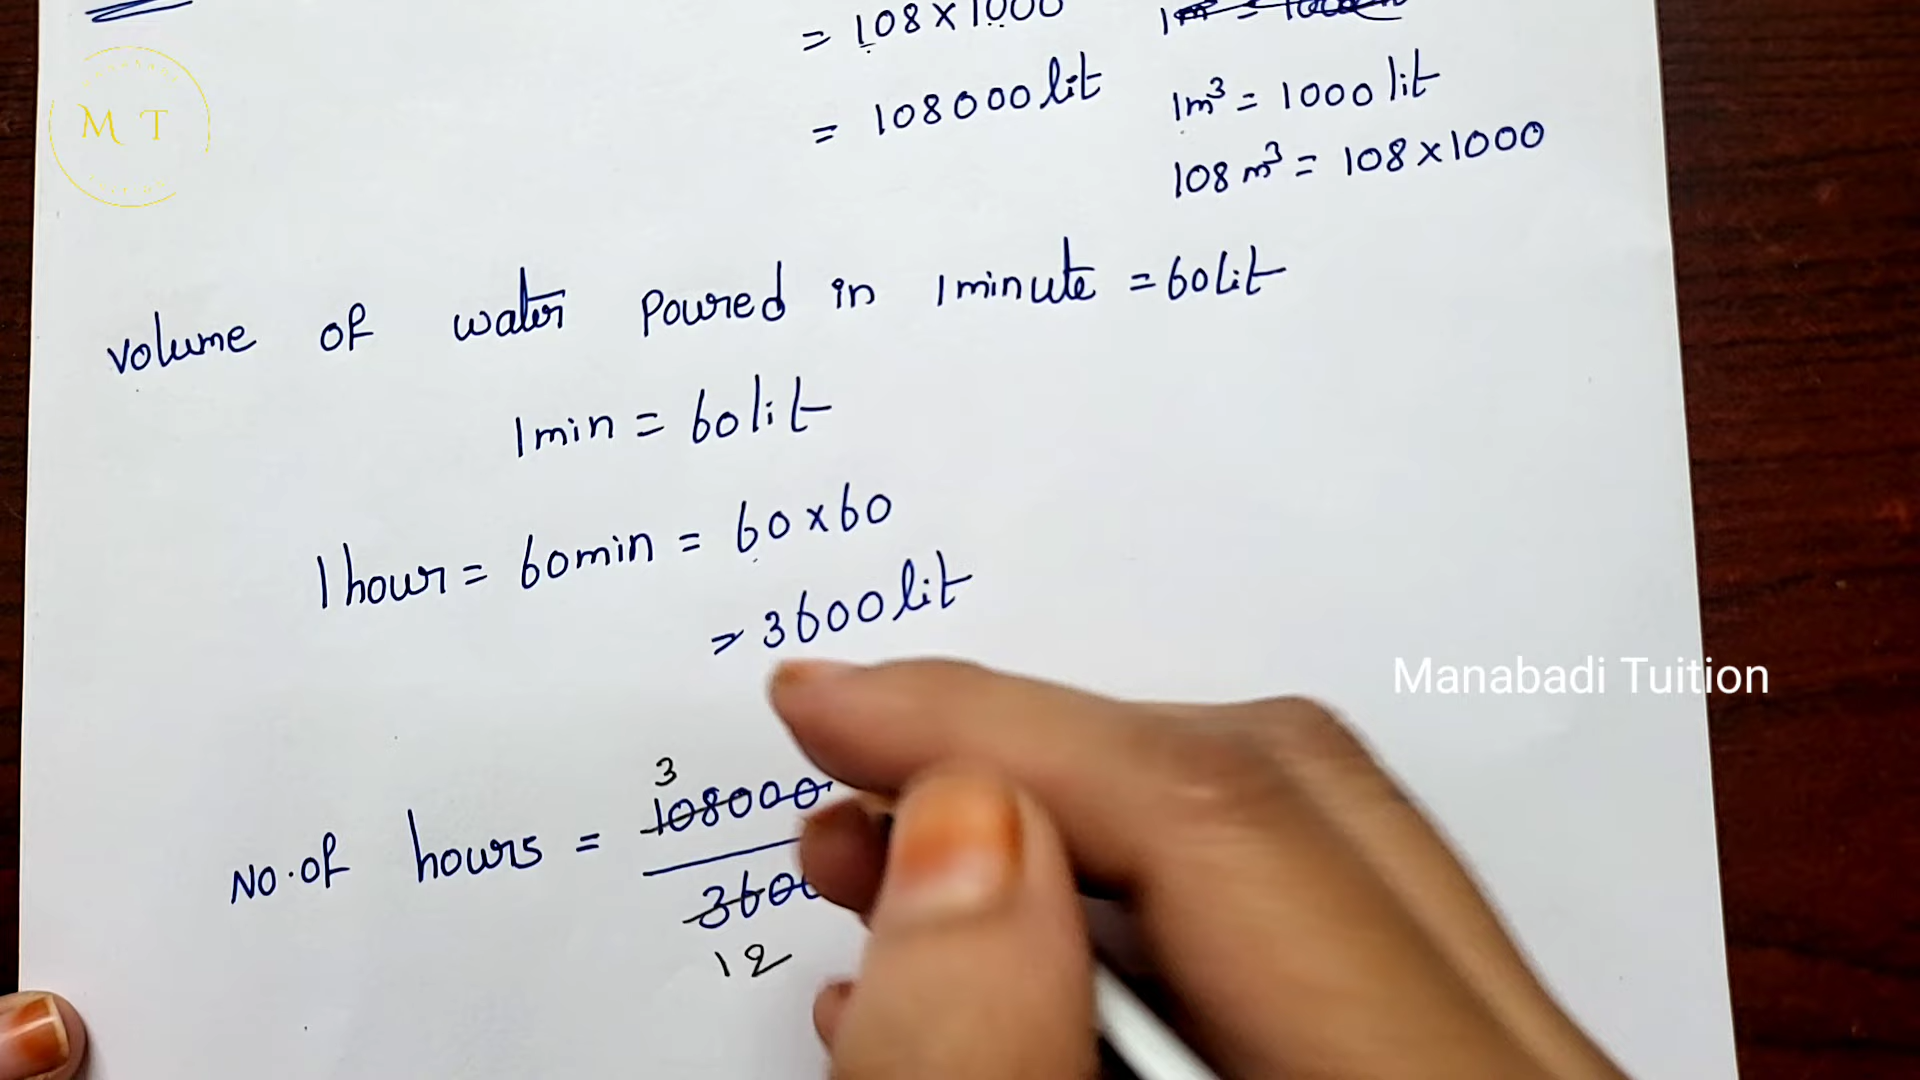 = 108 × 1000
= 108000 lit
1m³ = 1000 lit
108 m³ = 108 × 1000
M T
volume of water poured in 1 minute = 60 lit
1 min = 60 lit
1 hour = 60 min = 60 × 60
= 3600 lit
Manabadi Tuition
3
No. of hours = 108000
360
12